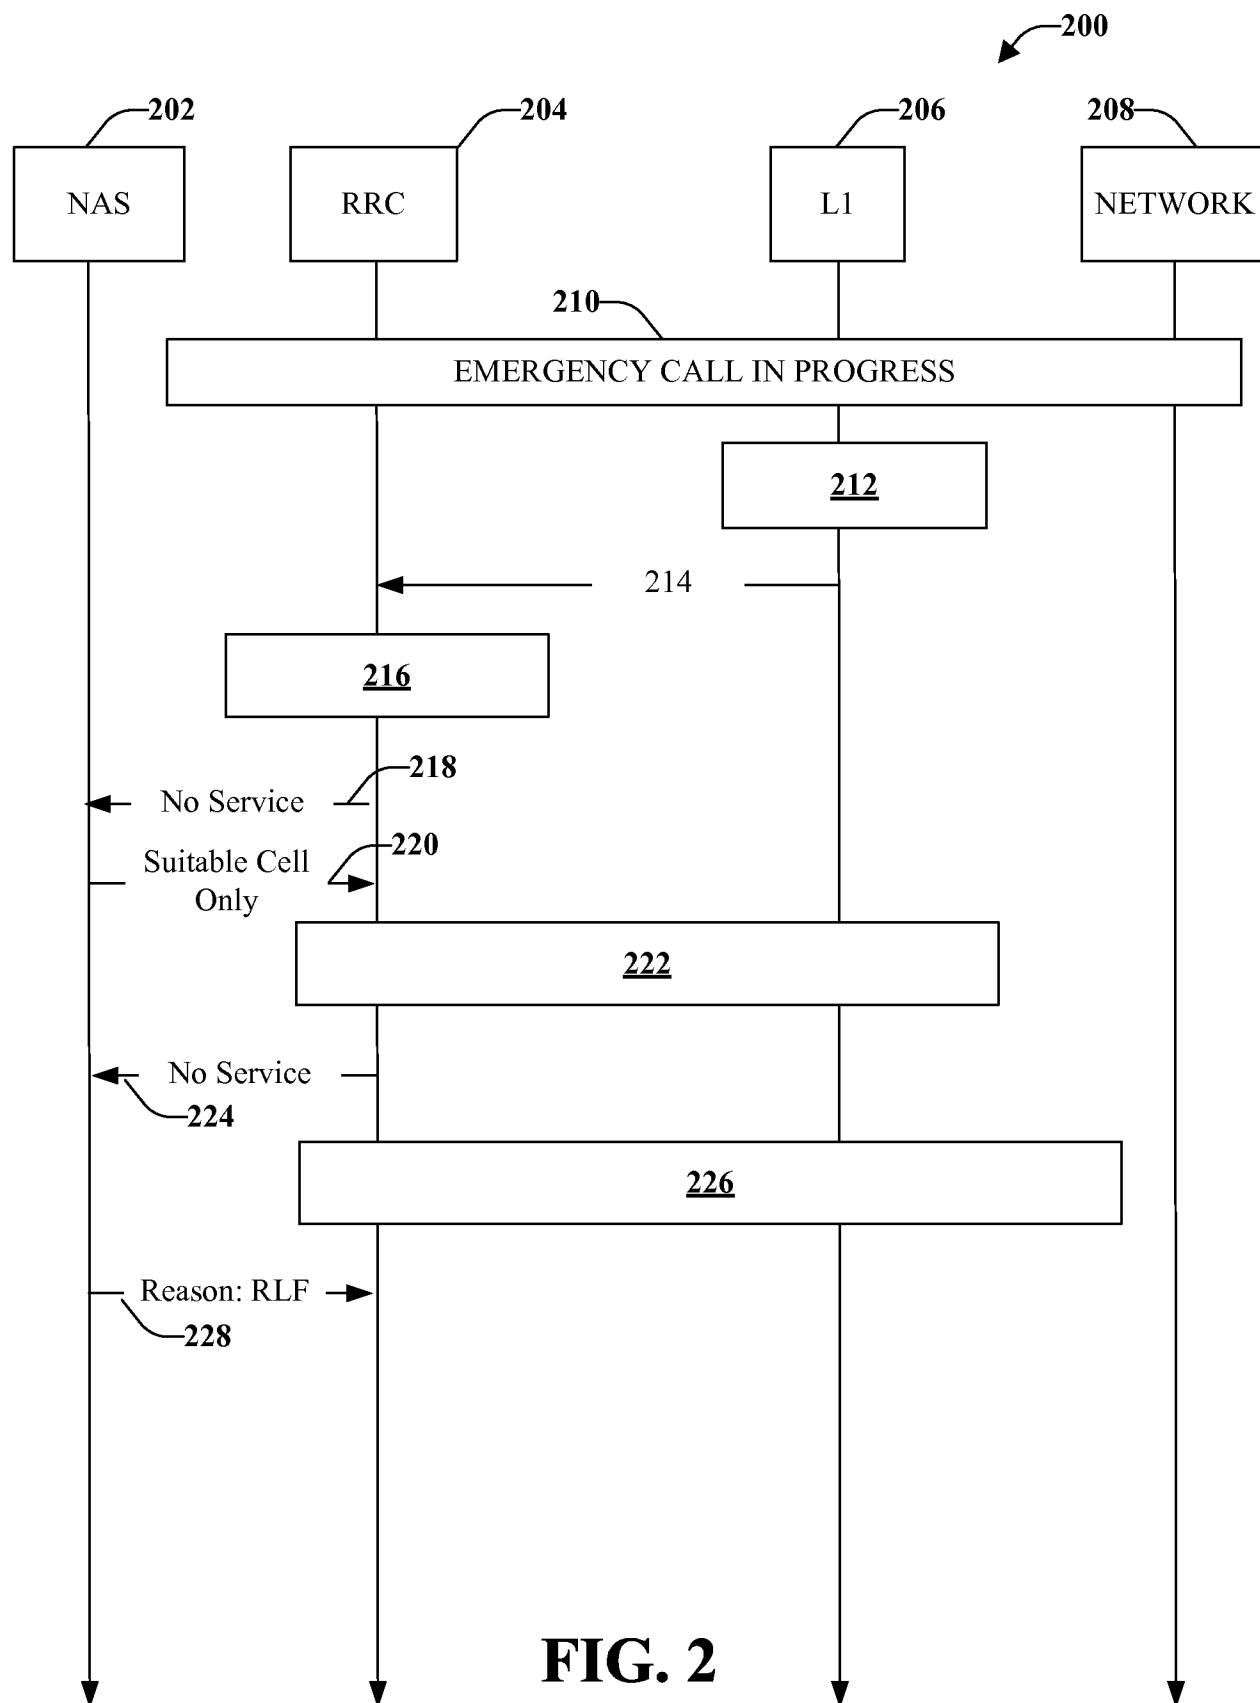 200
202
204
206
208
NAS
RRC
L1
NETWORK
210
EMERGENCY CALL IN PROGRESS
212
214
216
218
No Service
220
Suitable Cell
Only
222
No Service
224
226
Reason: RLF
228
FIG. 2